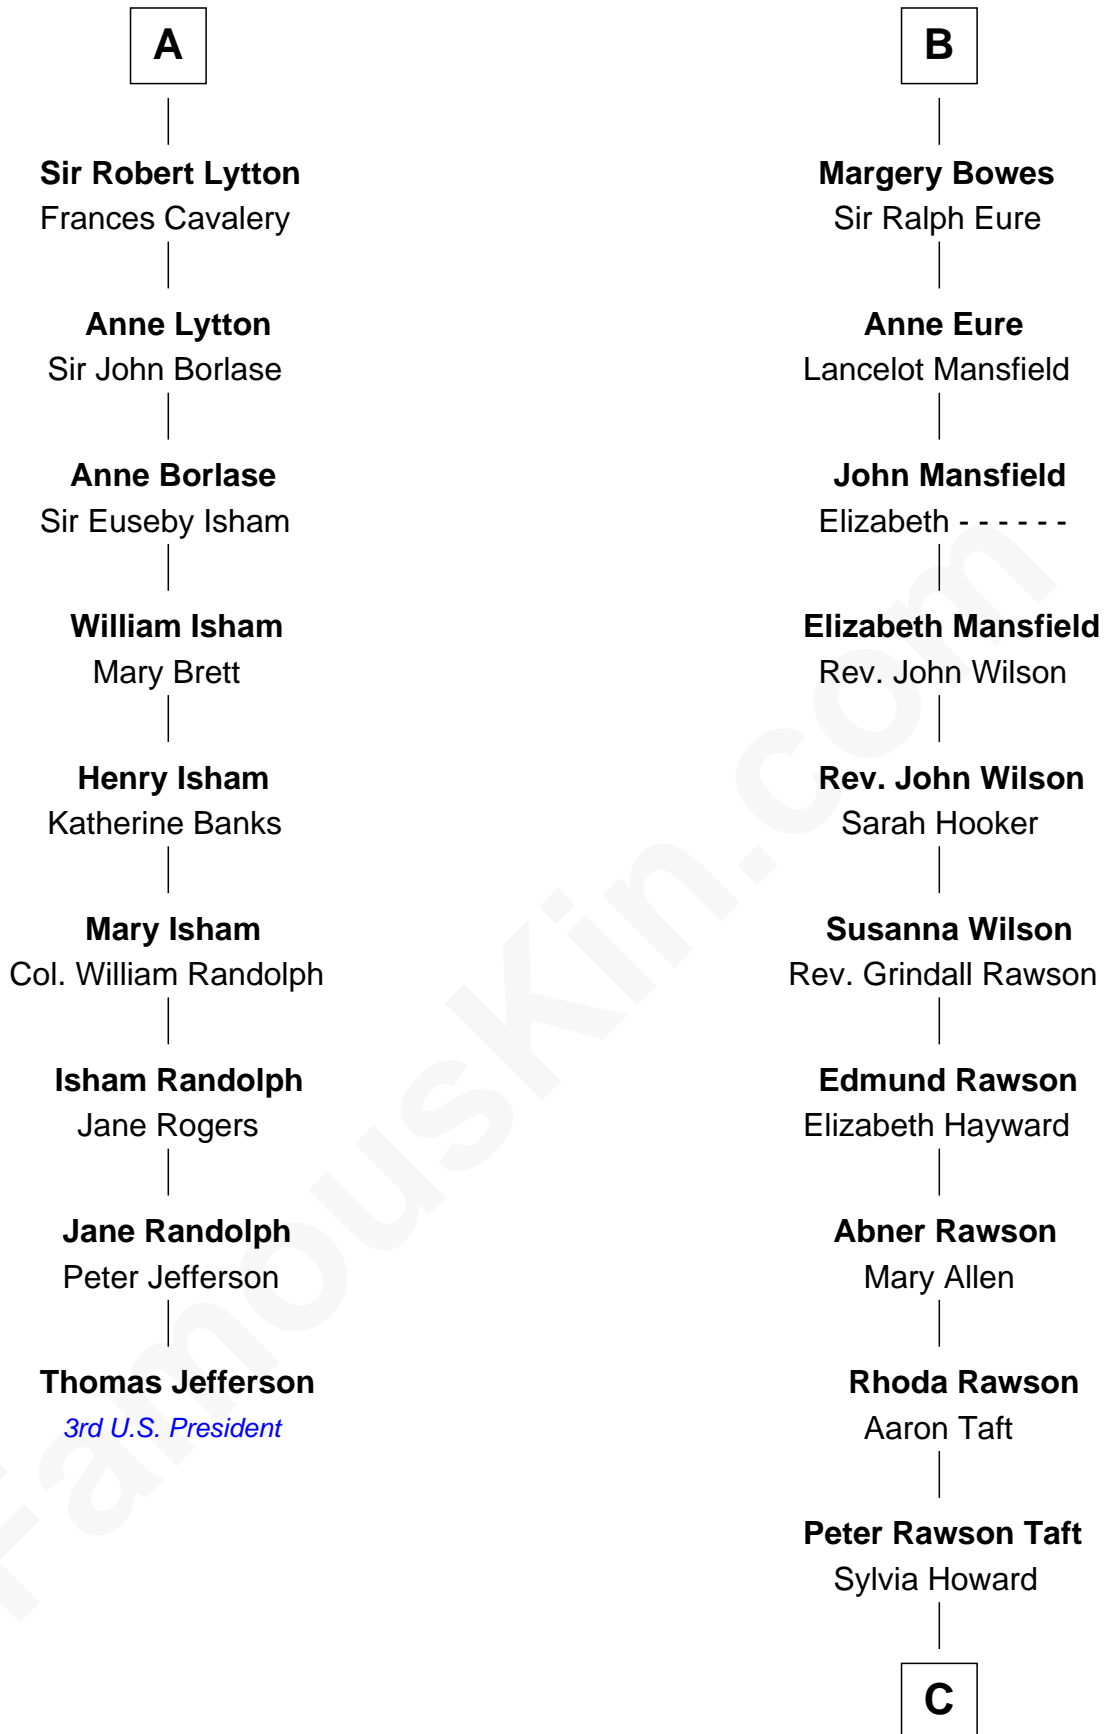 A
Sir Robert Lytton
Frances Cavalery
Anne Lytton
Sir John Borlase
Anne Borlase
Sir Euseby Isham
William Isham
Mary Brett
Henry Isham
Katherine Banks
Mary Isham
Col. William Randolph
Isham Randolph
Jane Rogers
Jane Randolph
Peter Jefferson
Thomas Jefferson
3rd U.S. President
B
Margery Bowes
Sir Ralph Eure
Anne Eure
Lancelot Mansfield
John Mansfield
Elizabeth - - - - - -
Elizabeth Mansfield
Rev. John Wilson
Rev. John Wilson
Sarah Hooker
Susanna Wilson
Rev. Grindall Rawson
Edmund Rawson
Elizabeth Hayward
Abner Rawson
Mary Allen
Rhoda Rawson
Aaron Taft
Peter Rawson Taft
Sylvia Howard
C
FamousKin.com